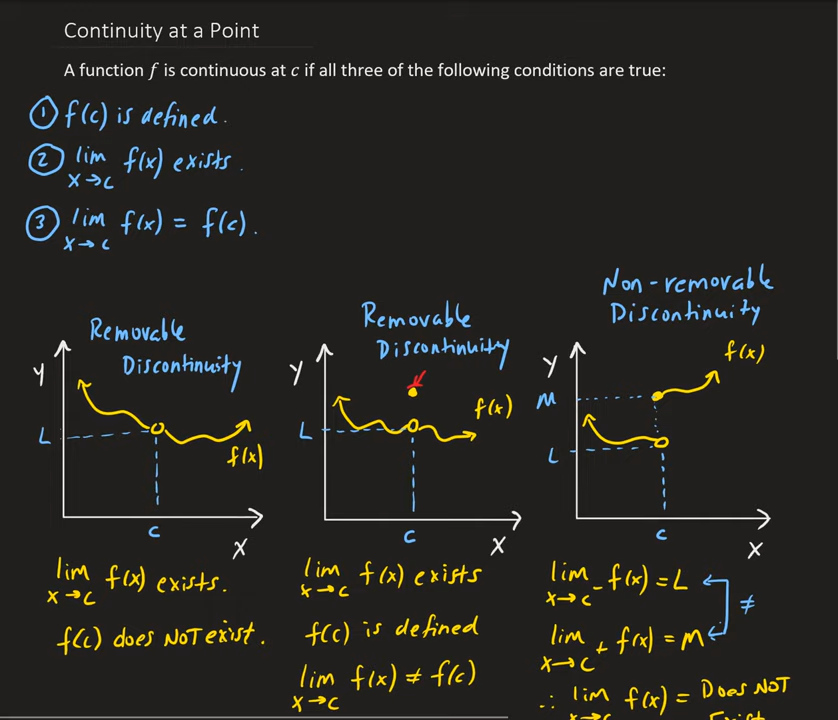 Continuity at a Point
A function f is continuous at c if all three of the following conditions are true:
① f(c) is defined.
② lim x→c f(x) exists.
③ lim x→c f(x) = f(c).
Removable
Discontinuity
Y
L
f(x)
c
X
lim x→c f(x) exists.
f(c) does NOT exist.
Removable
Discontinuity
Y
f(x)
L
c
X
lim x→c f(x) exists
f(c) is defined
lim x→c f(x) ≠ f(c)
Non-removable
Discontinuity
f(x)
Y
M
L
c
X
lim x→c⁻ f(x) = L
≠
lim x→c⁺ f(x) = M
∴ lim x→c f(x) = Does NOT
Exist